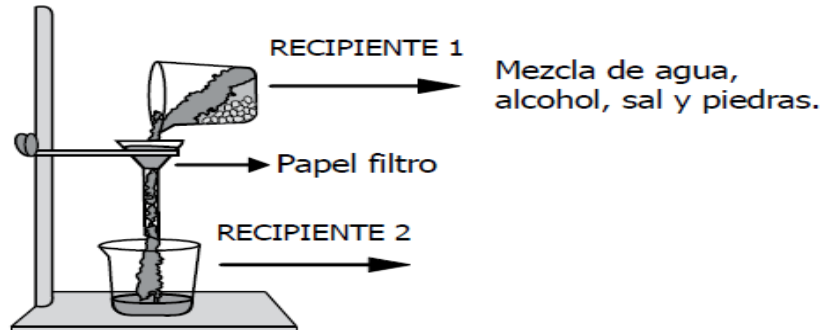 RECIPIENTE 1
Mezcla de agua,
alcohol, sal y piedras.
Papel filtro
RECIPIENTE 2